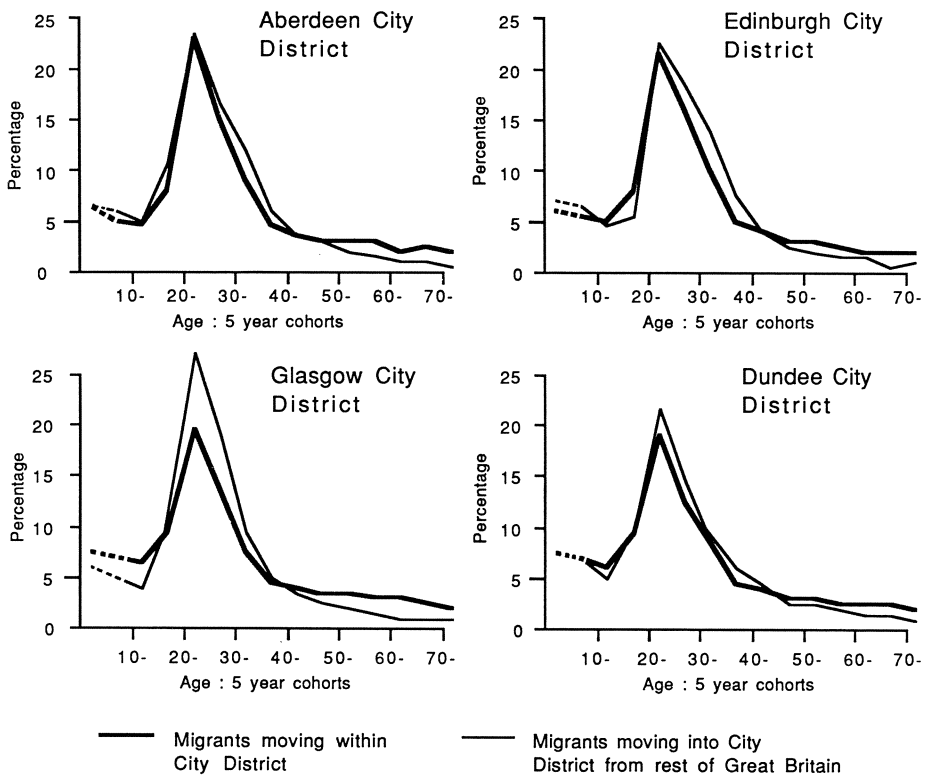 Aberdeen City
District
Percentage
25
20
15
10
5
0
10- 20- 30- 40- 50- 60- 70-
Age : 5 year cohorts
Edinburgh City
District
Percentage
25
20
15
10
5
0
10- 20- 30- 40- 50- 60- 70-
Age : 5 year cohorts
Glasgow City
District
Percentage
25
20
15
10
5
0
10- 20- 30- 40- 50- 60- 70-
Age : 5 year cohorts
Dundee City
District
Percentage
25
20
15
10
5
0
10- 20- 30- 40- 50- 60- 70-
Age : 5 year cohorts
Migrants moving within
City District
Migrants moving into City
District from rest of Great Britain